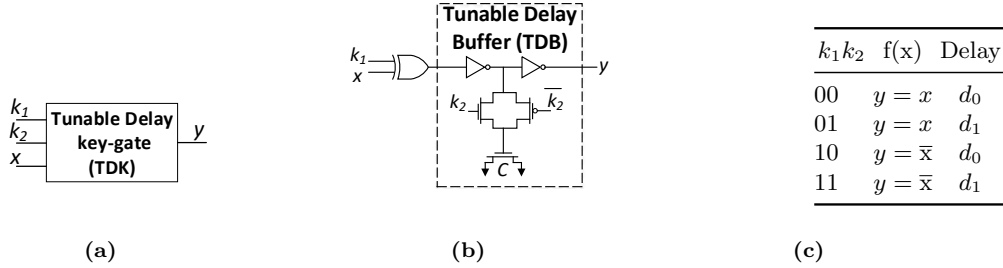 k1
k2
x
Tunable Delay
key-gate
(TDK)
y
(a)
Tunable Delay
Buffer (TDB)
k1
x
y
k2
k̅2̅
C
(b)
k1k2 f(x) Delay
00 y = x d0
01 y = x d1
10 y = x̅ d0
11 y = x̅ d1
(c)